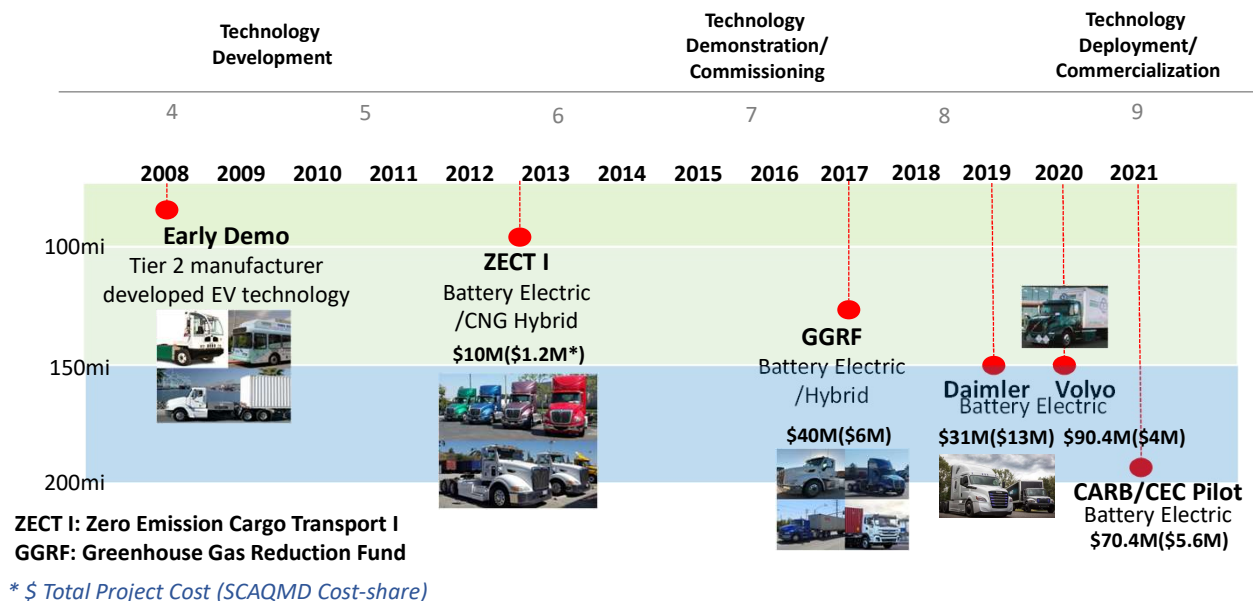 Technology
Development
Technology
Demonstration/
Commissioning
Technology
Deployment/
Commercialization
4
5
6
7
8
9
2008
2009
2010
2011
2012
2013
2014
2015
2016
2017
2018
2019
2020
2021
100mi
150mi
200mi
Early Demo
Tier 2 manufacturer
developed EV technology
ZECT I
Battery Electric
/CNG Hybrid
$10M($1.2M*)
GGRF
Battery Electric
/Hybrid
$40M($6M)
Daimler
Volvo
Battery Electric
$31M($13M)
$90.4M($4M)
CARB/CEC Pilot
Battery Electric
$70.4M($5.6M)
ZECT I: Zero Emission Cargo Transport I
GGRF: Greenhouse Gas Reduction Fund
* $ Total Project Cost (SCAQMD Cost-share)